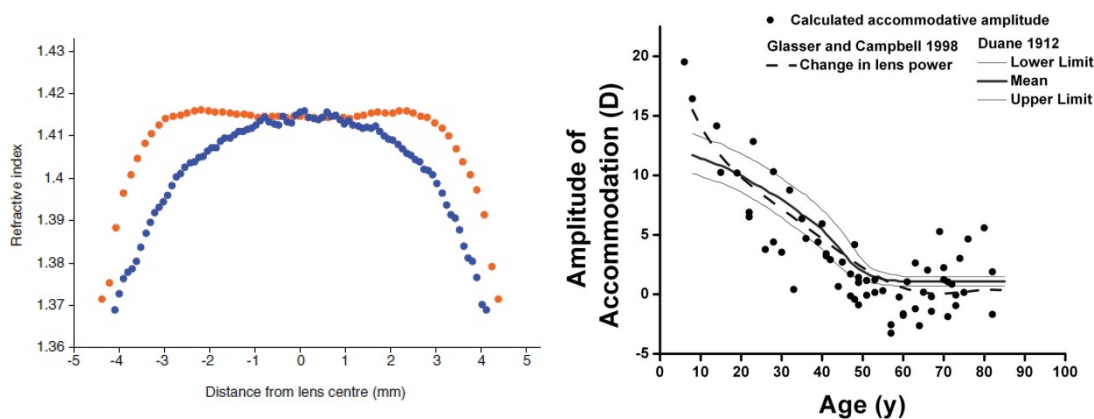 1.43
1.42
1.41
1.4
1.39
1.38
1.37
1.36
Refractive index
-5 -4 -3 -2 -1 0 1 2 3 4 5
Distance from lens centre (mm)
Calculated accommodative amplitude
Glasser and Campbell 1998
Change in lens power
Duane 1912
Lower Limit
Mean
Upper Limit
20
15
10
5
0
-5
Amplitude of
Accommodation (D)
0 10 20 30 40 50 60 70 80 90 100
Age (y)